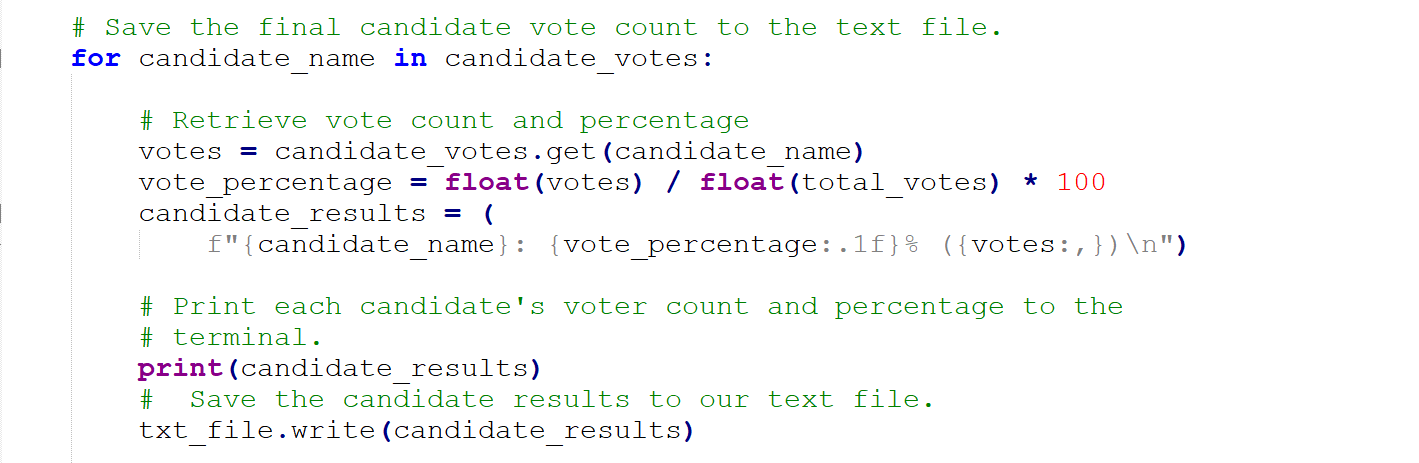 # Save the final candidate vote count to the text file.
for candidate_name in candidate_votes:
# Retrieve vote count and percentage
votes = candidate_votes.get(candidate_name)
vote_percentage = float(votes) / float(total_votes) * 100
candidate_results = (
f"{candidate_name}: {vote_percentage:.1f}% ({votes:,})\n")
# Print each candidate's voter count and percentage to the
# terminal.
print(candidate_results)
#  Save the candidate results to our text file.
txt_file.write(candidate_results)